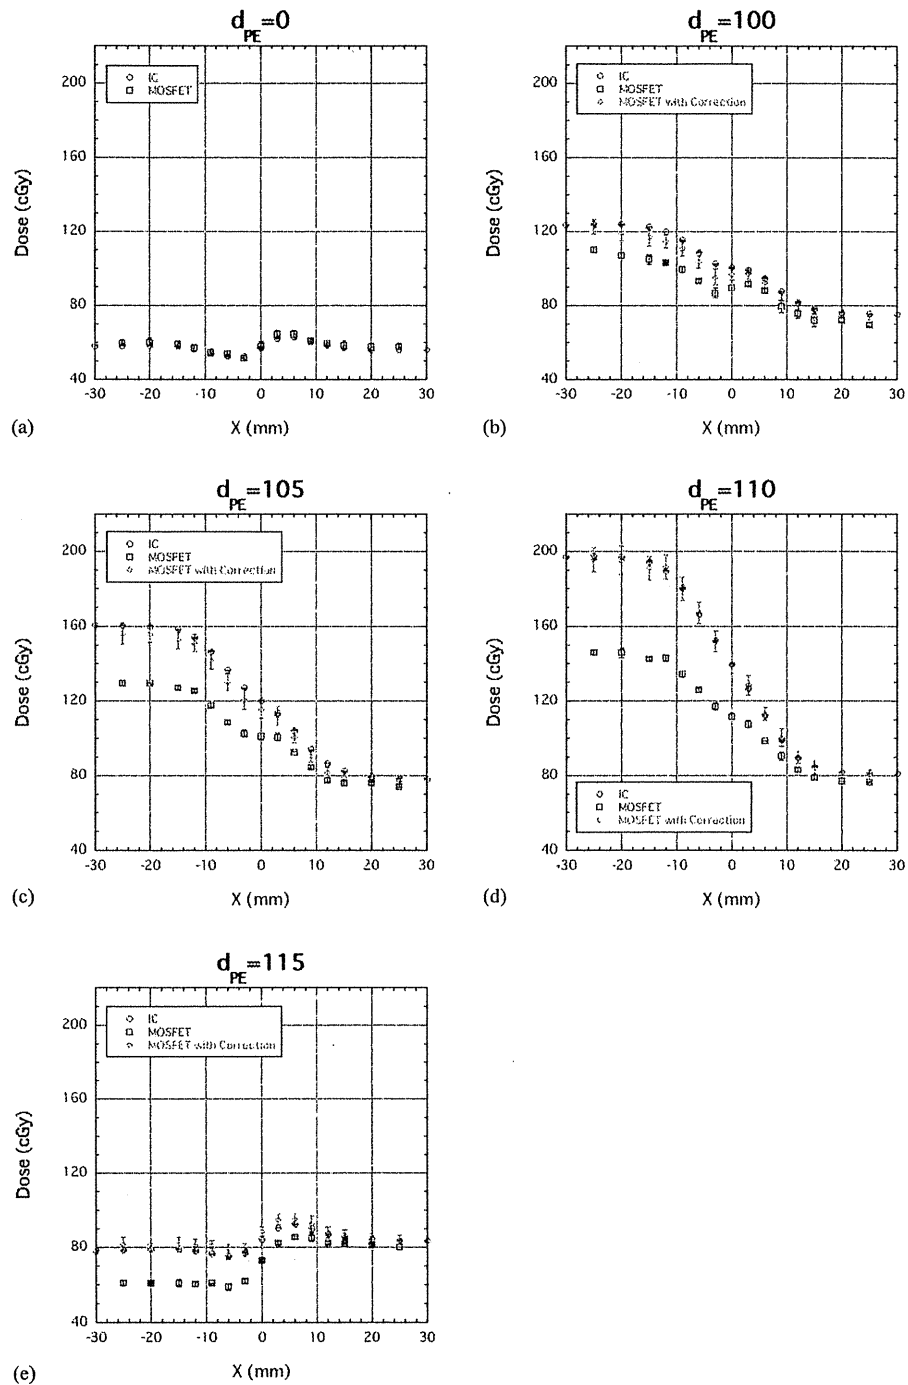 d_PE=0
220
200
160
120
80
40
Dose (cGy)
IC
MOSFET
-30 -20 -10 0 10 20 30
X (mm)
(a)
d_PE=100
200
160
120
80
40
Dose (cGy)
IC
MOSFET
MOSFET with Correction
-30 -20 -10 0 10 20 30
X (mm)
(b)
d_PE=105
200
160
120
80
40
Dose (cGy)
IC
MOSFET
MOSFET with Correction
-30 -20 -10 0 10 20 30
X (mm)
(c)
d_PE=110
200
160
120
80
40
Dose (cGy)
IC
MOSFET
MOSFET with Correction
-30 -20 -10 0 10 20 30
X (mm)
(d)
d_PE=115
200
160
120
80
40
Dose (cGy)
IC
MOSFET
MOSFET with Correction
-30 -20 -10 0 10 20 30
X (mm)
(e)